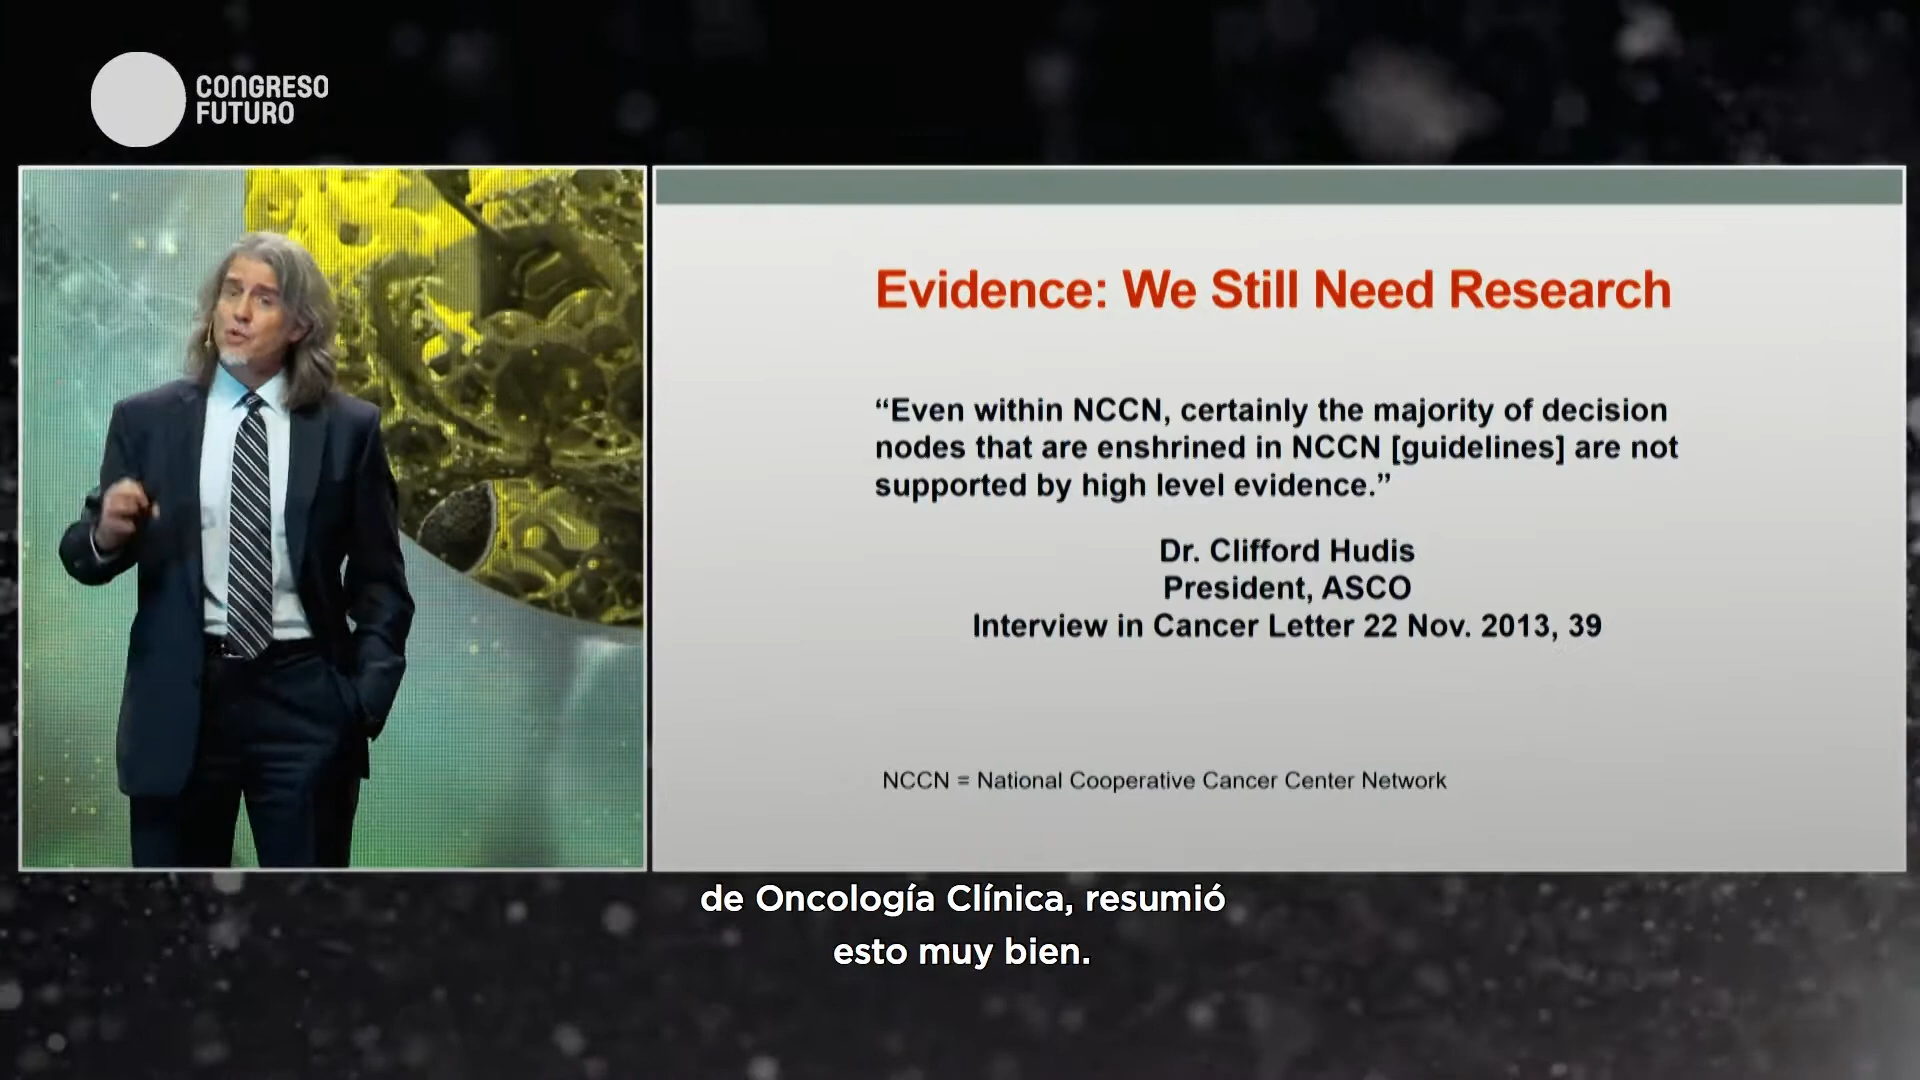 CONGRESO
FUTURO
Evidence: We Still Need Research
“Even within NCCN, certainly the majority of decision
nodes that are enshrined in NCCN [guidelines] are not
supported by high level evidence.”
Dr. Clifford Hudis
President, ASCO
Interview in Cancer Letter 22 Nov. 2013, 39
NCCN = National Cooperative Cancer Center Network
de Oncología Clínica, resumió
esto muy bien.